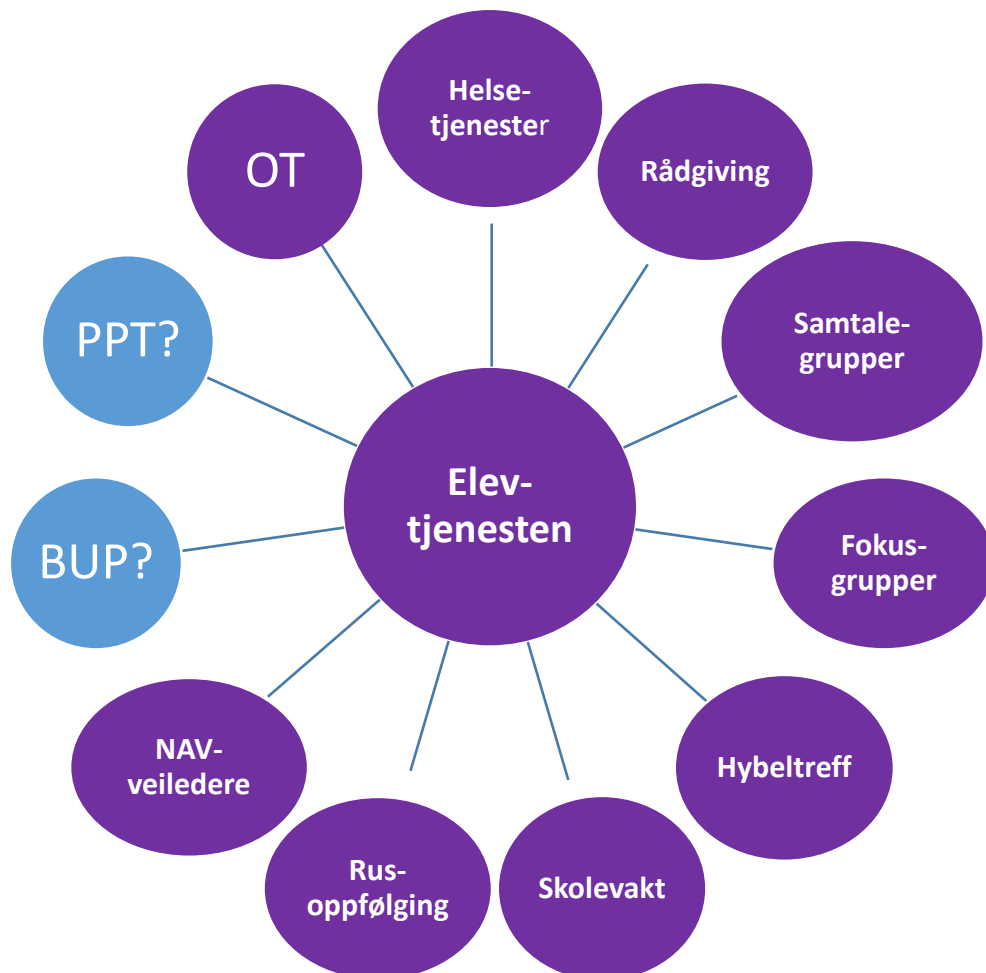 Helse-
tjenester
Rådgiving
Samtale-
grupper
Fokus-
grupper
Hybeltreff
Skolevakt
Rus-
oppfølging
NAV-
veiledere
BUP?
PPT?
OT
Elev-
tjenesten